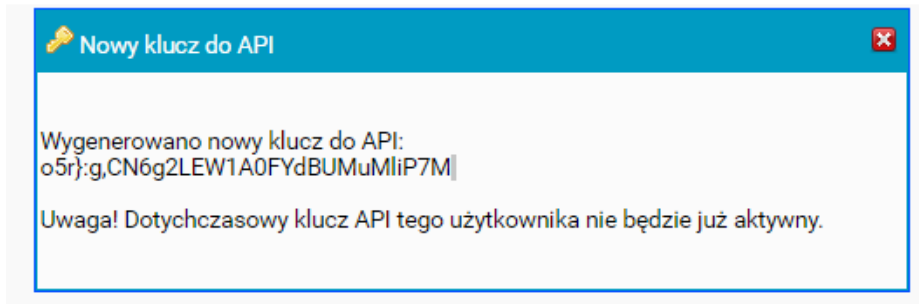 Nowy klucz do API
Wygenerowano nowy klucz do API:
o5r}:g,CN6g2LEW1A0FYdBUMuMliP7M
Uwaga! Dotychczasowy klucz API tego użytkownika nie będzie już aktywny.